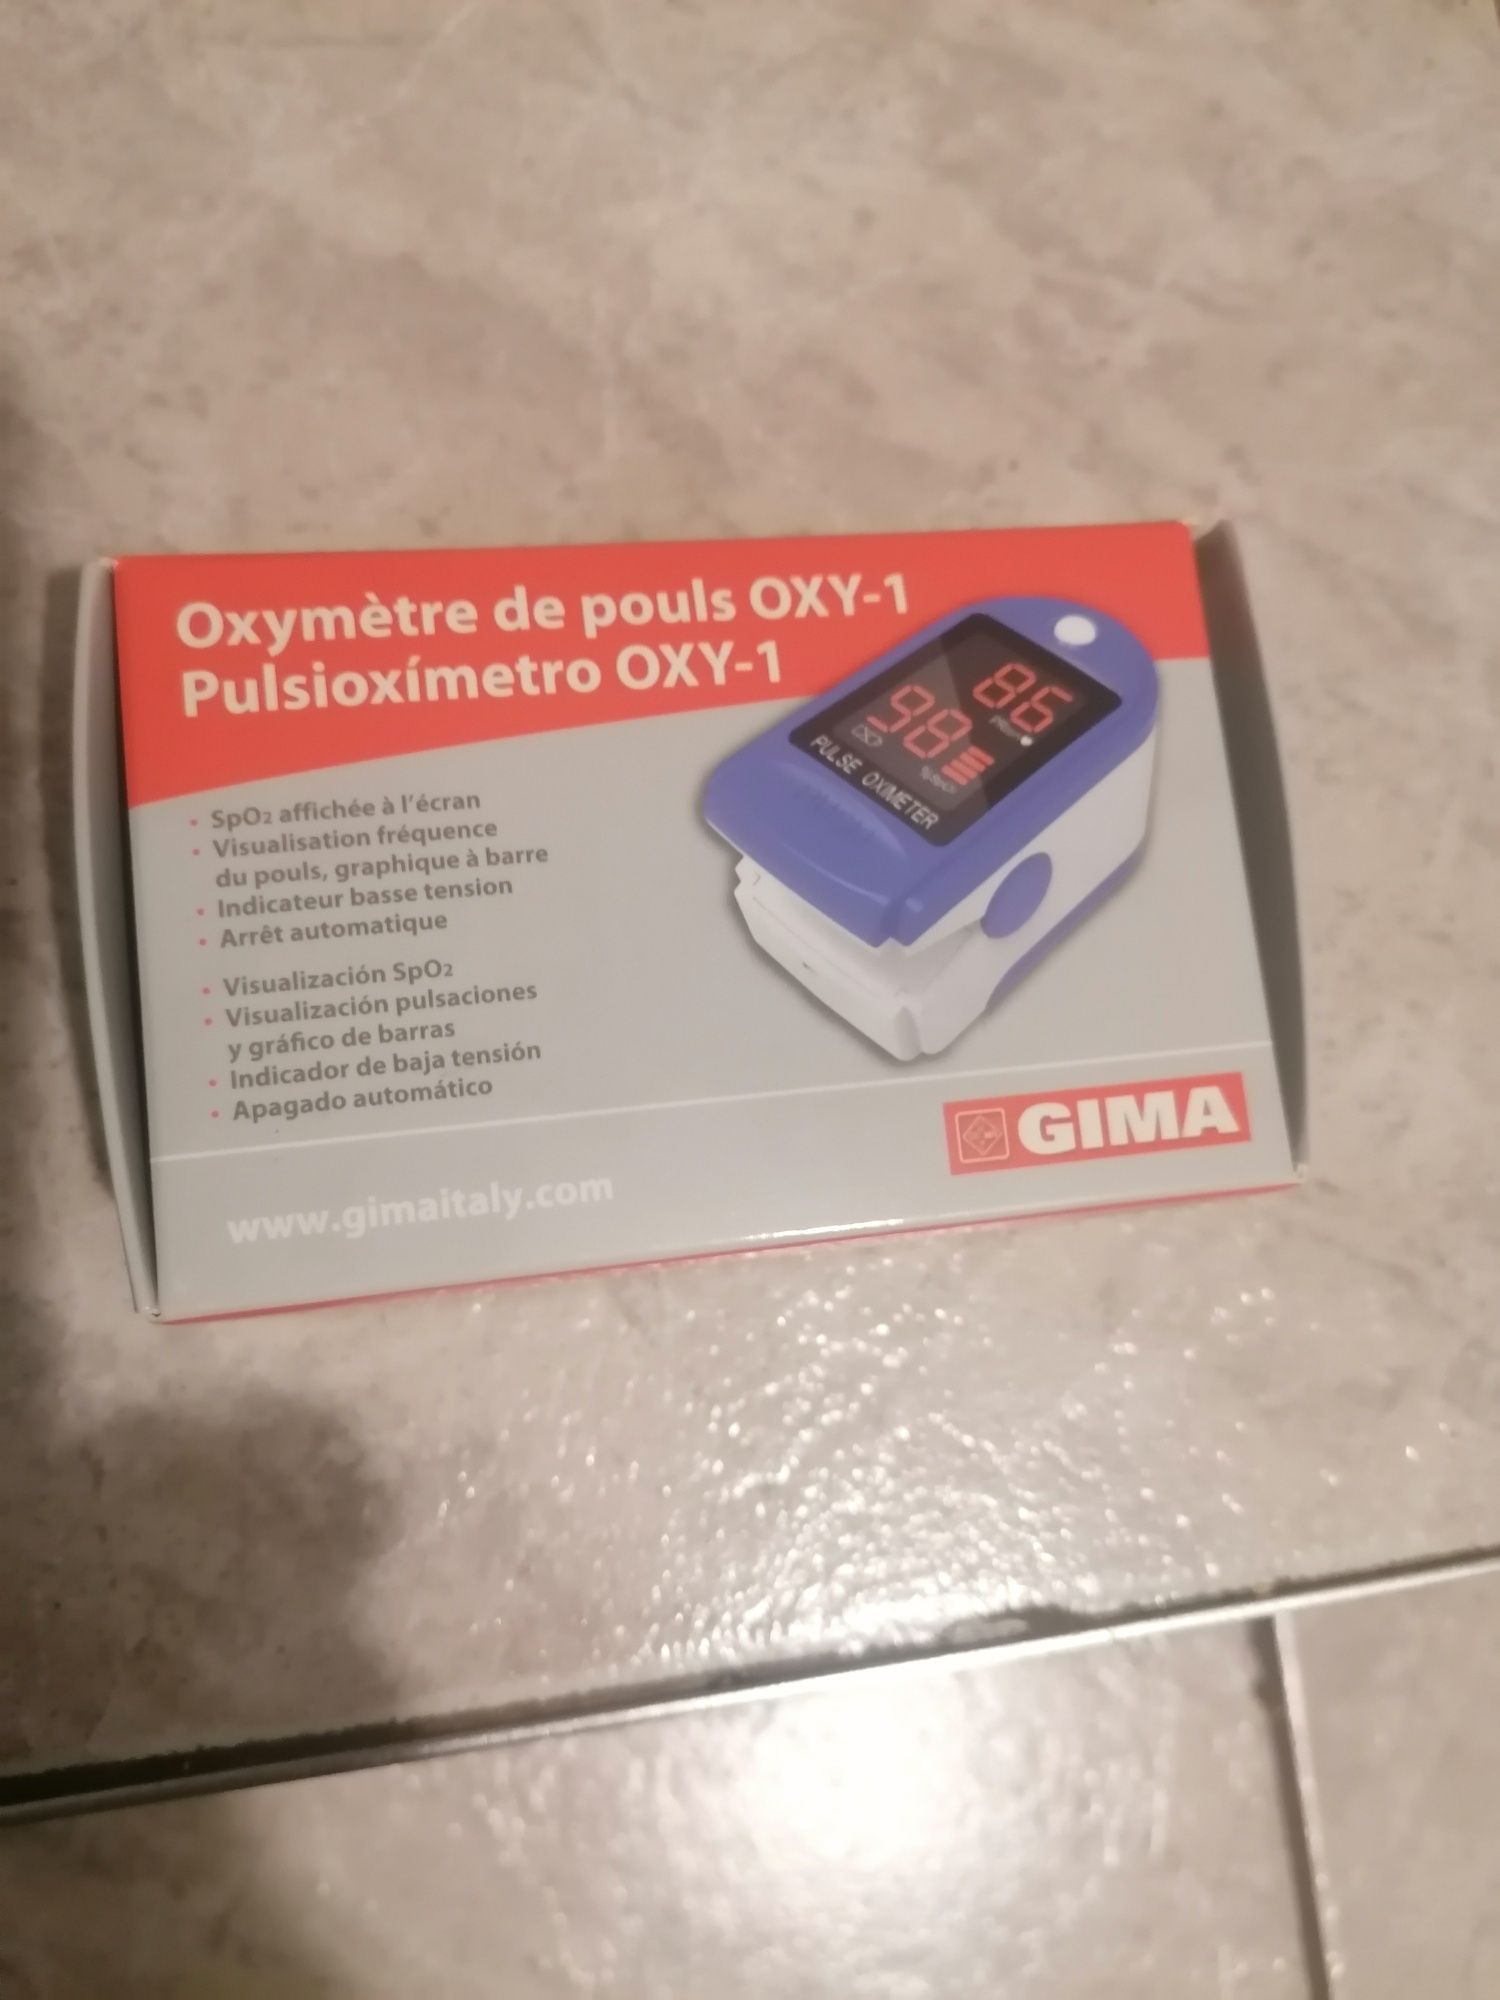 Oxymètre de pouls OXY-1
Pulsioxímetro OXY-1
• SpO2 affichée à l'écran
• Visualisation fréquence
du pouls, graphique à barre
• Indicateur basse tension
• Arrêt automatique
• Visualización SpO2
• Visualización pulsaciones
y gráfico de barras
• Indicador de baja tensión
• Apagado automático
86
98
%SpO2
PULSE OXIMETER
GIMA
www.gimaitaly.com